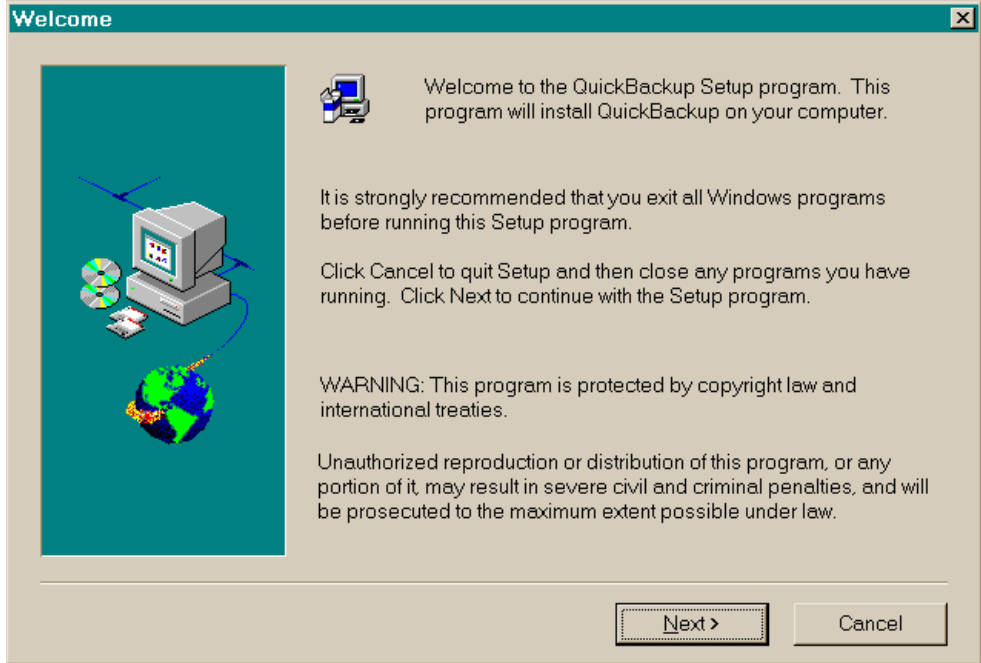 Welcome
Welcome to the QuickBackup Setup program.  This
program will install QuickBackup on your computer.
It is strongly recommended that you exit all Windows programs
before running this Setup program.
Click Cancel to quit Setup and then close any programs you have
running.  Click Next to continue with the Setup program.
WARNING: This program is protected by copyright law and
international treaties.
Unauthorized reproduction or distribution of this program, or any
portion of it, may result in severe civil and criminal penalties, and will
be prosecuted to the maximum extent possible under law.
Next >
Cancel